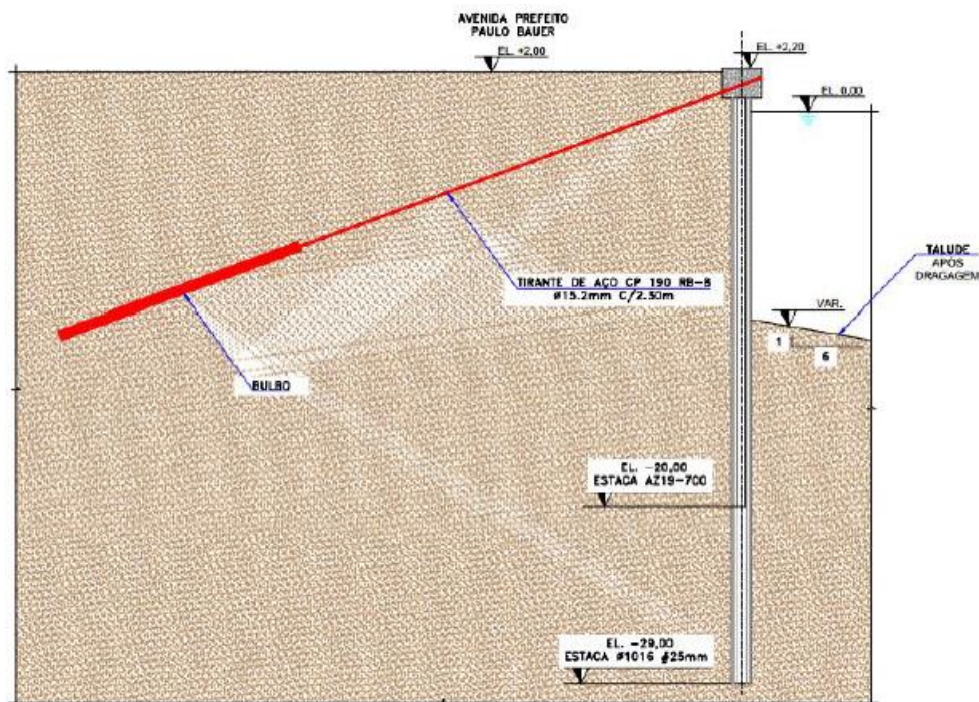 AVENIDA PREFEITO
PAULO BAUER
EL. +2,00
EL. +2,20
EL. 0,00
TALUDE
APÓS
DRAGAGEM
TIRANTE DE AÇO CP 190 RB-8
Ø15.2mm C/2.30m
VAR.
1
6
BULBO
EL. -20,00
ESTACA AZ19-700
EL. -29,00
ESTACA Ø1016 #25mm